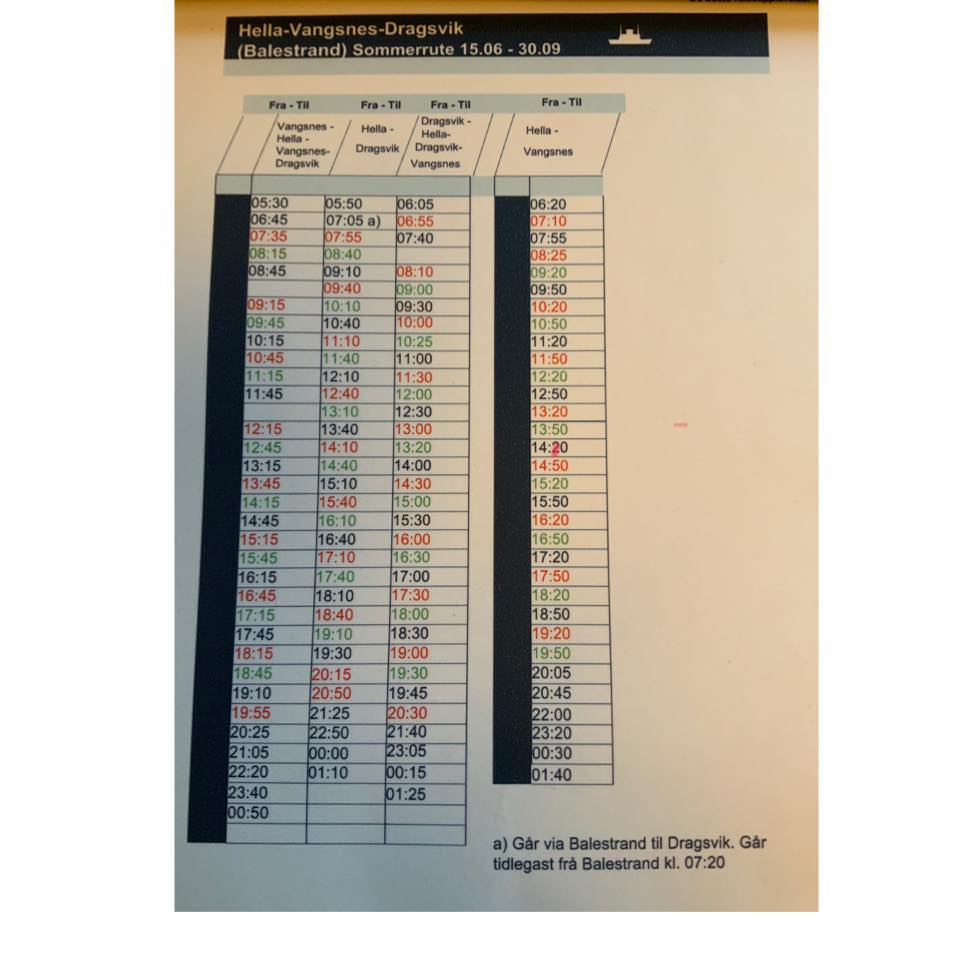 Hella-Vangsnes-Dragsvik
(Balestrand) Sommerrute 15.06 - 30.09
Fra - Til Fra - Til Fra - Til Fra - Til
Vangsnes -
Hella -
Vangsnes-
Dragsvik
Hella -
Dragsvik
Dragsvik -
Hella-
Dragsvik-
Vangsnes
Hella -
Vangsnes
05:30 05:50 06:05 06:20
06:45 07:05 a) 06:55 07:10
07:35 07:55 07:40 07:55
08:15 08:40 08:25
08:45 09:10 08:10 09:20
09:40 09:00 09:50
09:15 10:10 09:30 10:20
09:45 10:40 10:00 10:50
10:15 11:10 10:25 11:20
10:45 11:40 11:00 11:50
11:15 12:10 11:30 12:20
11:45 12:40 12:00 12:50
13:10 12:30 13:20
12:15 13:40 13:00 13:50
12:45 14:10 13:20 14:20
13:15 14:40 14:00 14:50
13:45 15:10 14:30 15:20
14:15 15:40 15:00 15:50
14:45 16:10 15:30 16:20
15:15 16:40 16:00 16:50
15:45 17:10 16:30 17:20
16:15 17:40 17:00 17:50
16:45 18:10 17:30 18:20
17:15 18:40 18:00 18:50
17:45 19:10 18:30 19:20
18:15 19:30 19:00 19:50
18:45 20:15 19:30 20:05
19:10 20:50 19:45 20:45
19:55 21:25 20:30 22:00
20:25 22:50 21:40 23:20
21:05 00:00 23:05 00:30
22:20 01:10 00:15 01:40
23:40 01:25
00:50
a) Går via Balestrand til Dragsvik. Går
tidlegast frå Balestrand kl. 07:20